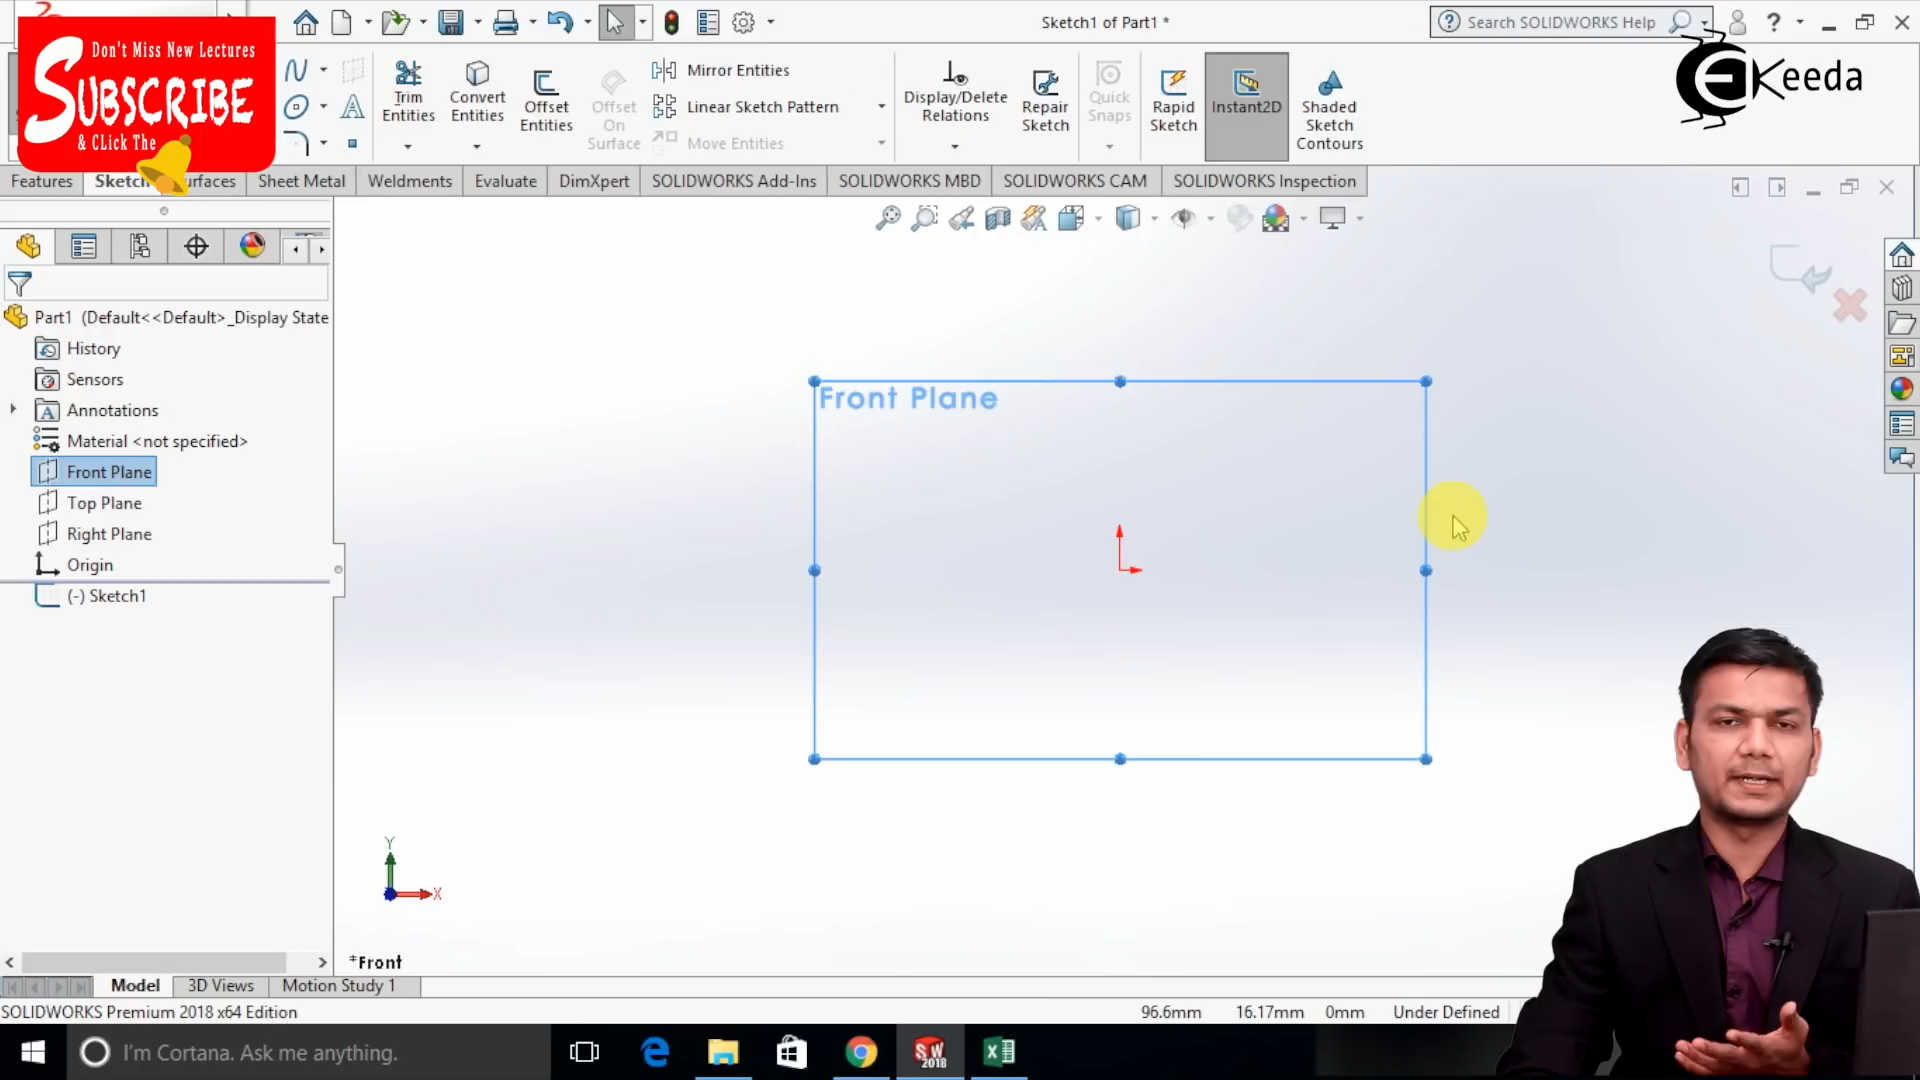 Sketch1 of Part1 *
Search SOLIDWORKS Help
Don't Miss New Lectures
SUBSCRIBE
& CLick The
Trim Entities
Convert Entities
Offset Entities
Offset On Surface
Mirror Entities
Linear Sketch Pattern
Move Entities
Display/Delete Relations
Repair Sketch
Quick Snaps
Rapid Sketch
Instant2D
Shaded Sketch Contours
Ekeeda
Features
Sketch
Sheet Metal
Weldments
Evaluate
DimXpert
SOLIDWORKS Add-Ins
SOLIDWORKS MBD
SOLIDWORKS CAM
SOLIDWORKS Inspection
Part1 (Default<<Default>_Display State
History
Sensors
Annotations
Material <not specified>
Front Plane
Top Plane
Right Plane
Origin
(-) Sketch1
Front Plane
Y
X
*Front
Model
3D Views
Motion Study 1
SOLIDWORKS Premium 2018 x64 Edition
96.6mm
16.17mm
0mm
Under Defined
I'm Cortana. Ask me anything.
SW
2018